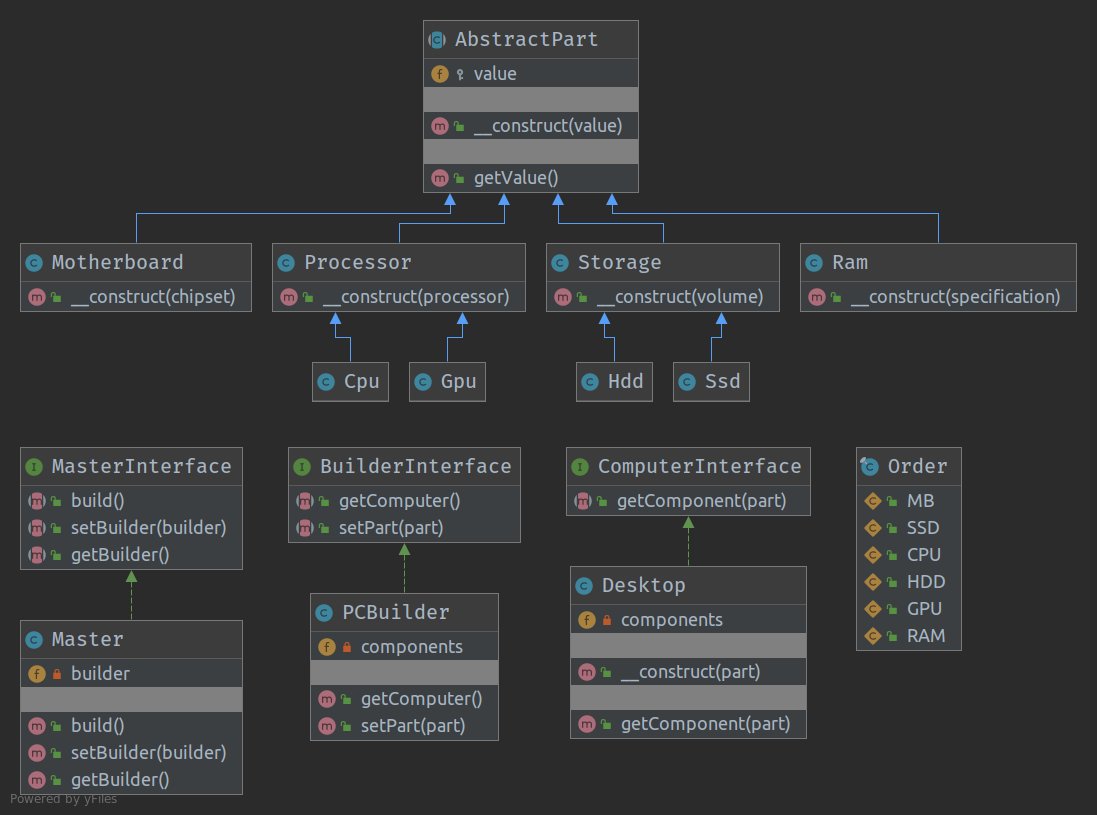 AbstractPart
value
__construct(value)
getValue()
Motherboard
__construct(chipset)
Processor
__construct(processor)
Storage
__construct(volume)
Ram
__construct(specification)
Cpu
Gpu
Hdd
Ssd
MasterInterface
build()
setBuilder(builder)
getBuilder()
BuilderInterface
getComputer()
setPart(part)
ComputerInterface
getComponent(part)
Order
MB
SSD
CPU
HDD
GPU
RAM
Master
builder
build()
setBuilder(builder)
getBuilder()
PCBuilder
components
getComputer()
setPart(part)
Desktop
components
__construct(part)
getComponent(part)
Powered by yFiles